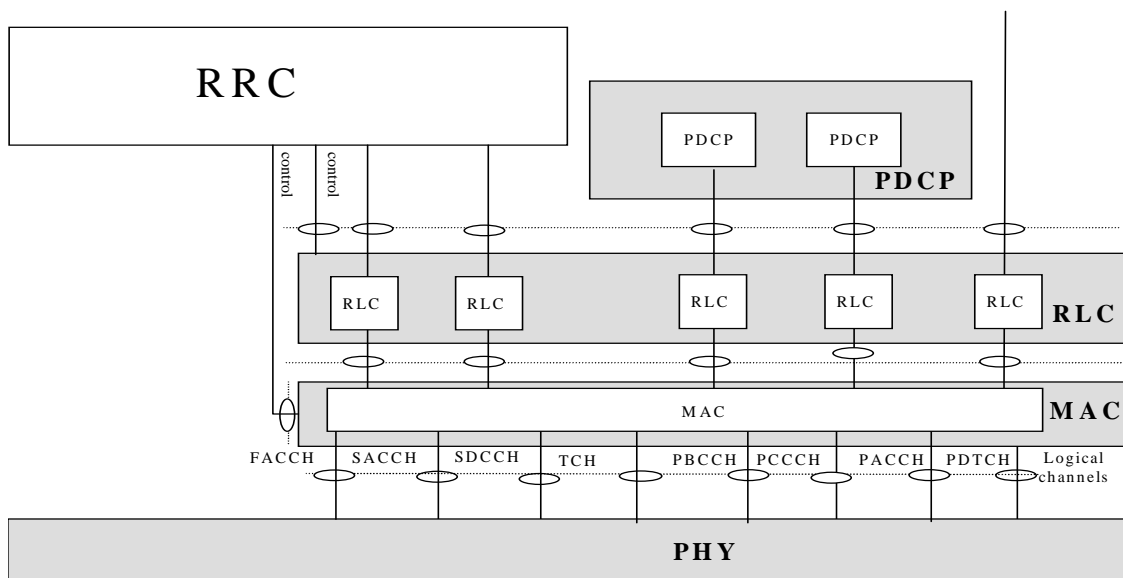 RRC
control
control
PDCP
PDCP
PDCP
RLC
RLC
RLC
RLC
RLC
RLC
MAC
MAC
FACCH
SACCH
SDCCH
TCH
PBCCH
PCCCH
PACCH
PDTCH
Logical
channels
PHY